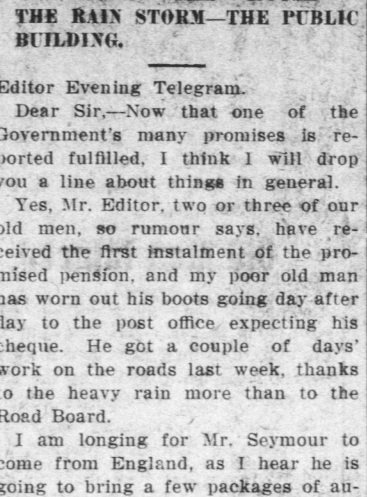 THE RAIN STORM—THE PUBLIC
BUILDING.
Editor Evening Telegram.
Dear Sir,—Now that one of the
Government's many promises is re-
ported fulfilled, I think I will drop
you a line about things in general.
Yes, Mr. Editor, two or three of our
old men, so rumour says, have re-
ceived the first instalment of the pro-
mised pension, and my poor old man
has worn out his boots going day after
day to the post office expecting his
cheque. He got a couple of days'
work on the roads last week, thanks
to the heavy rain more than to the
Road Board.
I am longing for Mr. Seymour to
come from England, as I hear he is
going to bring a few packages of au-